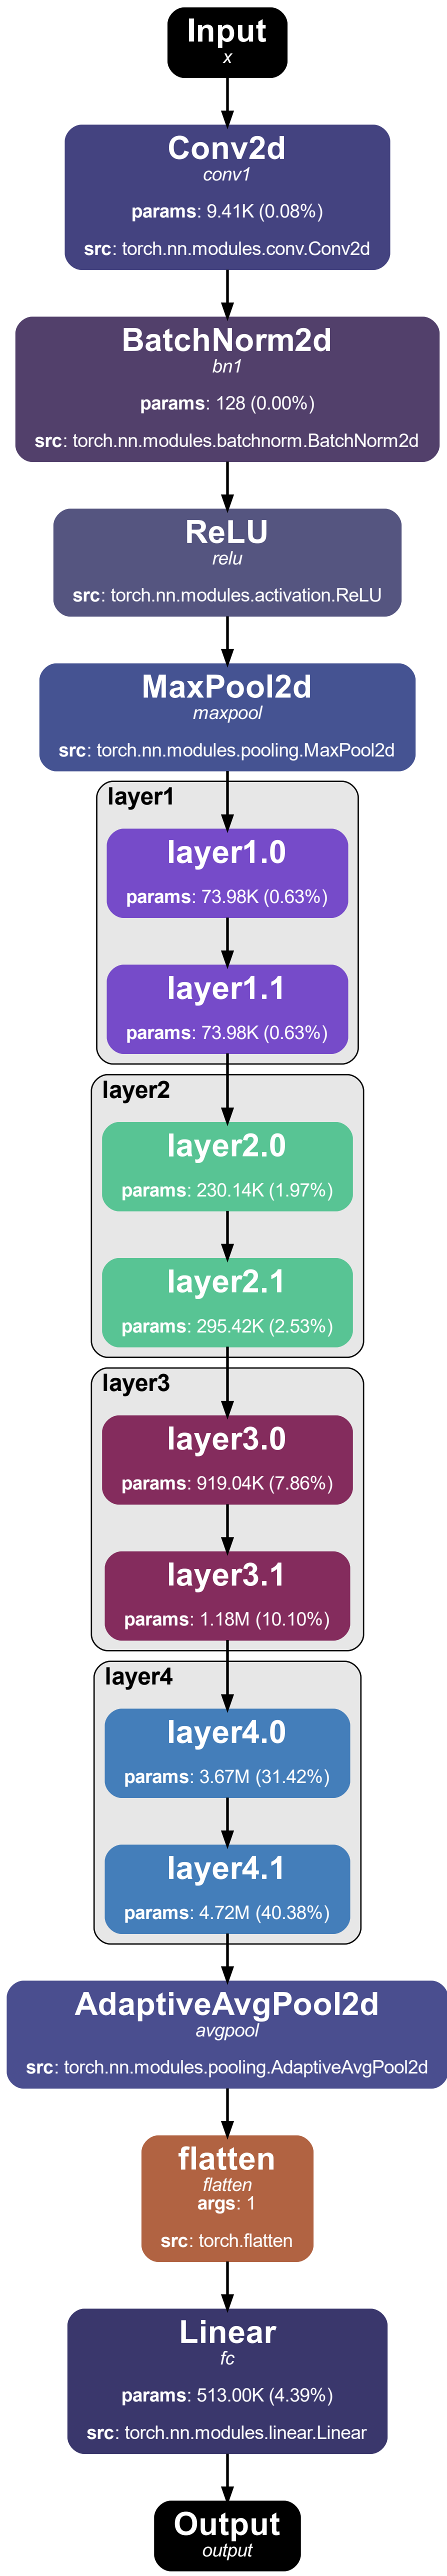 Input
x
Conv2d
conv1
params: 9.41K (0.08%)
src: torch.nn.modules.conv.Conv2d
BatchNorm2d
bn1
params: 128 (0.00%)
src: torch.nn.modules.batchnorm.BatchNorm2d
ReLU
relu
src: torch.nn.modules.activation.ReLU
MaxPool2d
maxpool
src: torch.nn.modules.pooling.MaxPool2d
layer1
layer1.0
params: 73.98K (0.63%)
layer1.1
params: 73.98K (0.63%)
layer2
layer2.0
params: 230.14K (1.97%)
layer2.1
params: 295.42K (2.53%)
layer3
layer3.0
params: 919.04K (7.86%)
layer3.1
params: 1.18M (10.10%)
layer4
layer4.0
params: 3.67M (31.42%)
layer4.1
params: 4.72M (40.38%)
AdaptiveAvgPool2d
avgpool
src: torch.nn.modules.pooling.AdaptiveAvgPool2d
flatten
flatten
args: 1
src: torch.flatten
Linear
fc
params: 513.00K (4.39%)
src: torch.nn.modules.linear.Linear
Output
output